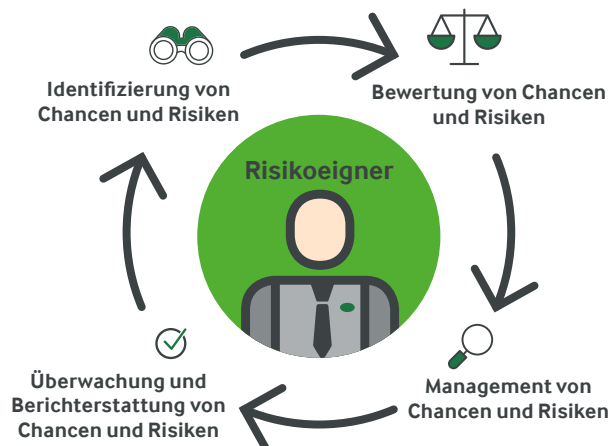 Identifizierung von
Chancen und Risiken
Bewertung von Chancen
und Risiken
Risikoeigner
Management von
Chancen und Risiken
Überwachung und
Berichterstattung von
Chancen und Risiken